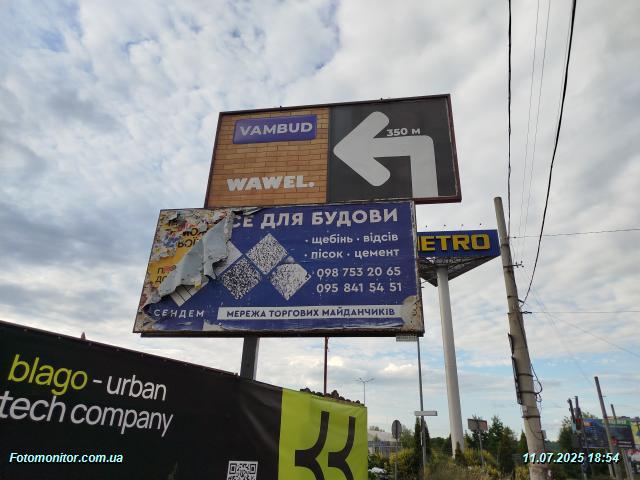 VAMBUD
WAWEL.
350 м
СЕ ДЛЯ БУДОВИ
· щебінь · відсів
· пісок · цемент
098 753 20 65
095 841 54 51
СЕНДЕМ
МЕРЕЖА ТОРГОВИХ МАЙДАНЧИКІВ
METRO
blago - urban
tech company
Fotomonitor.com.ua
11.07.2025 18:54